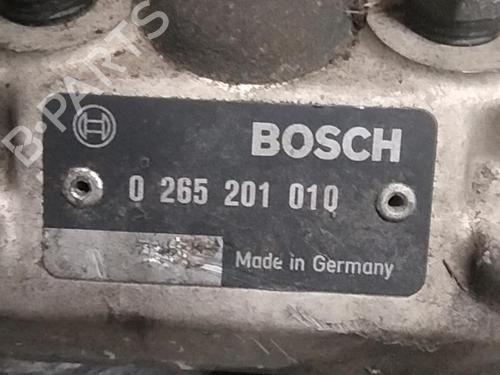 B-PARTS
BOSCH
0 265 201 010
Made in Germany